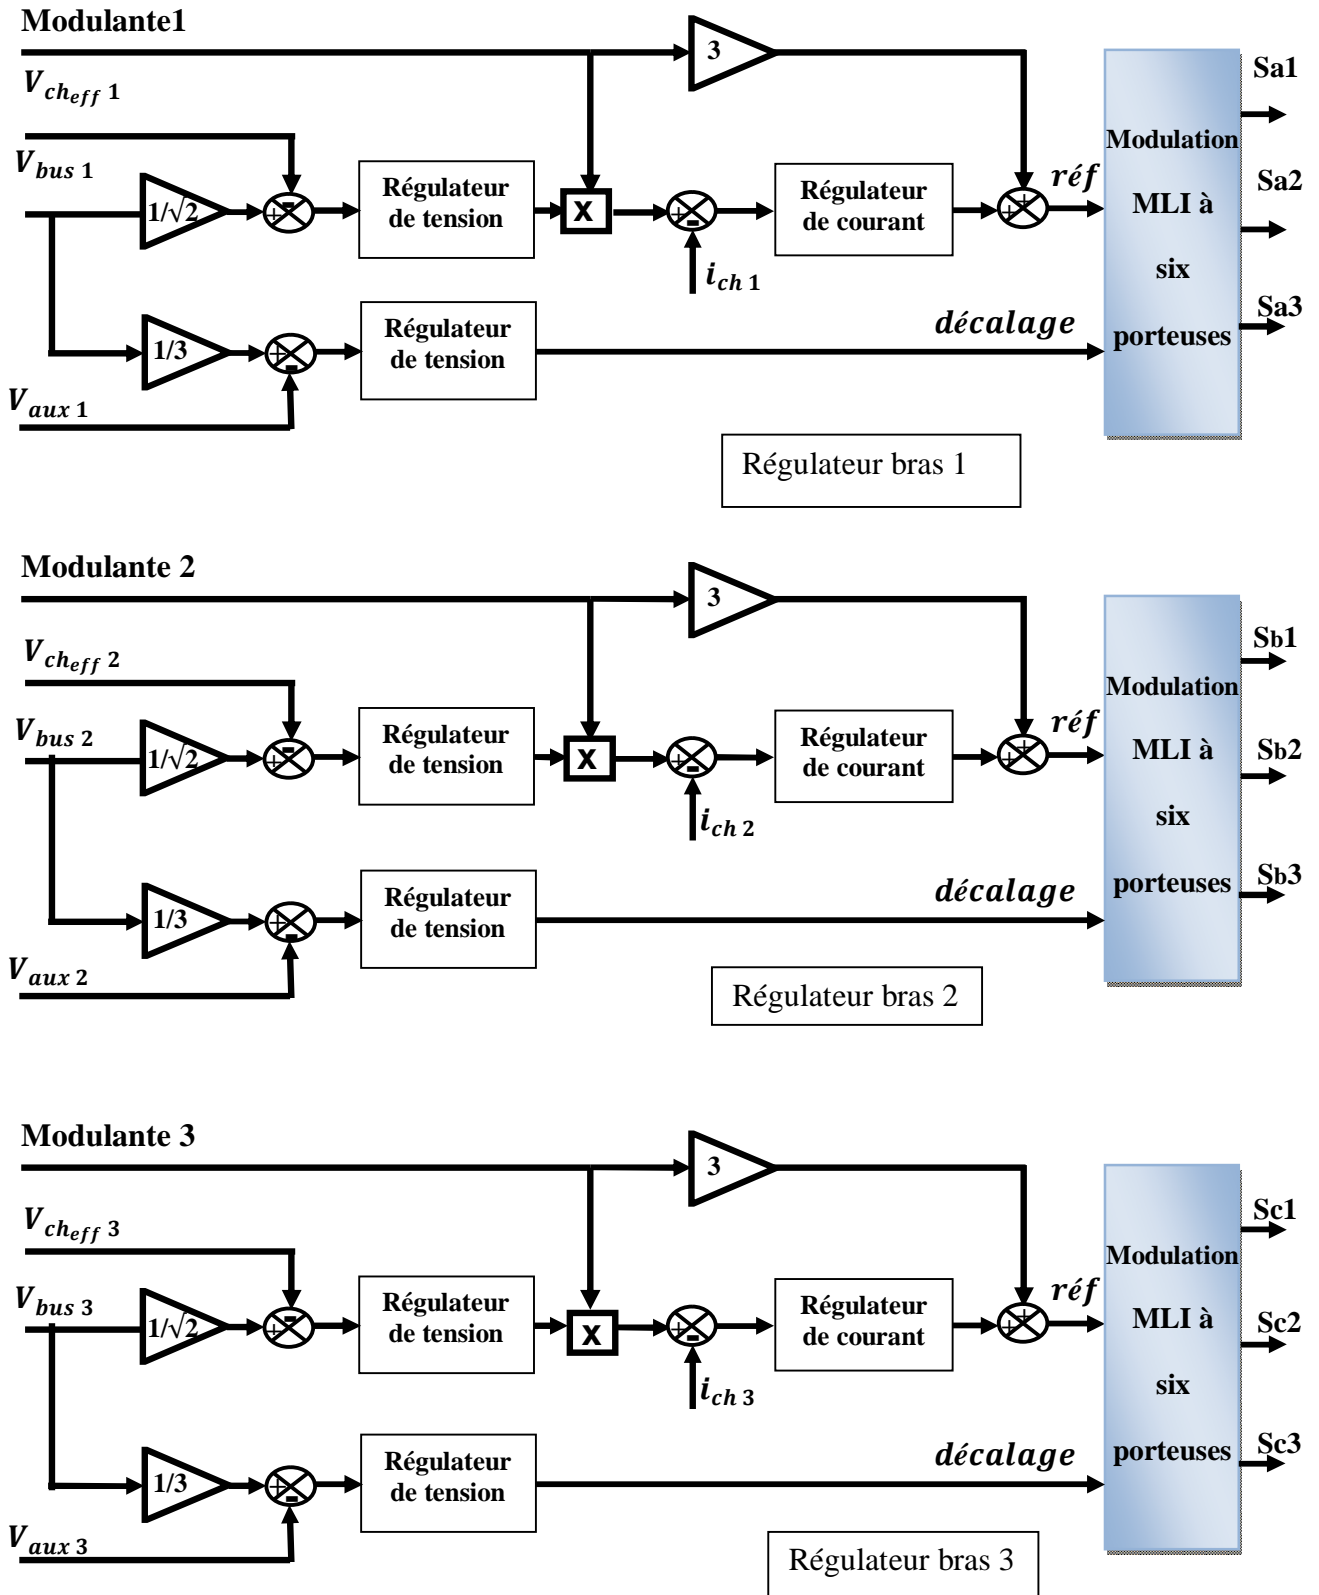 Modulante1
3
V_{ch_{eff} 1}
Sa1
V_{bus 1}
1/√2
Régulateur
de tension
X
Régulateur
de courant
réf
Modulation
MLI à
six
porteuses
Sa2
i_{ch 1}
1/3
Régulateur
de tension
décalage
Sa3
V_{aux 1}
Régulateur bras 1
Modulante 2
3
V_{ch_{eff} 2}
Sb1
V_{bus 2}
1/√2
Régulateur
de tension
X
Régulateur
de courant
réf
Modulation
MLI à
six
porteuses
Sb2
i_{ch 2}
1/3
Régulateur
de tension
décalage
Sb3
V_{aux 2}
Régulateur bras 2
Modulante 3
3
V_{ch_{eff} 3}
Sc1
V_{bus 3}
1/√2
Régulateur
de tension
X
Régulateur
de courant
réf
Modulation
MLI à
six
porteuses
Sc2
i_{ch 3}
1/3
Régulateur
de tension
décalage
Sc3
V_{aux 3}
Régulateur bras 3